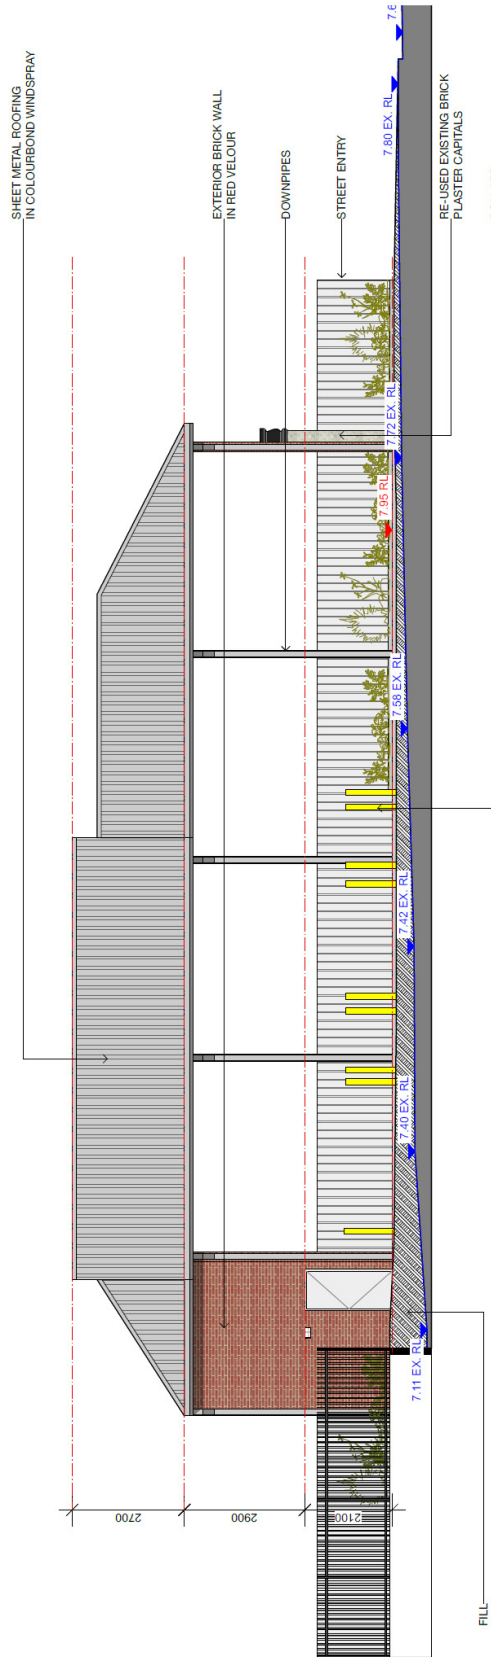 SHEET METAL ROOFING
IN COLOURBOND WINDSPRAY
EXTERIOR BRICK WALL
IN RED VELOUR
DOWNPIPES
STREET ENTRY
RE-USED EXISTING BRICK
PLASTER CAPITALS
2700
2900
2100
FILL
7.11 EX. RL
7.40 EX. RL
7.42 EX. RL
7.58 EX. RL
7.95 RL
7.72 EX. RL
7.80 EX. RL